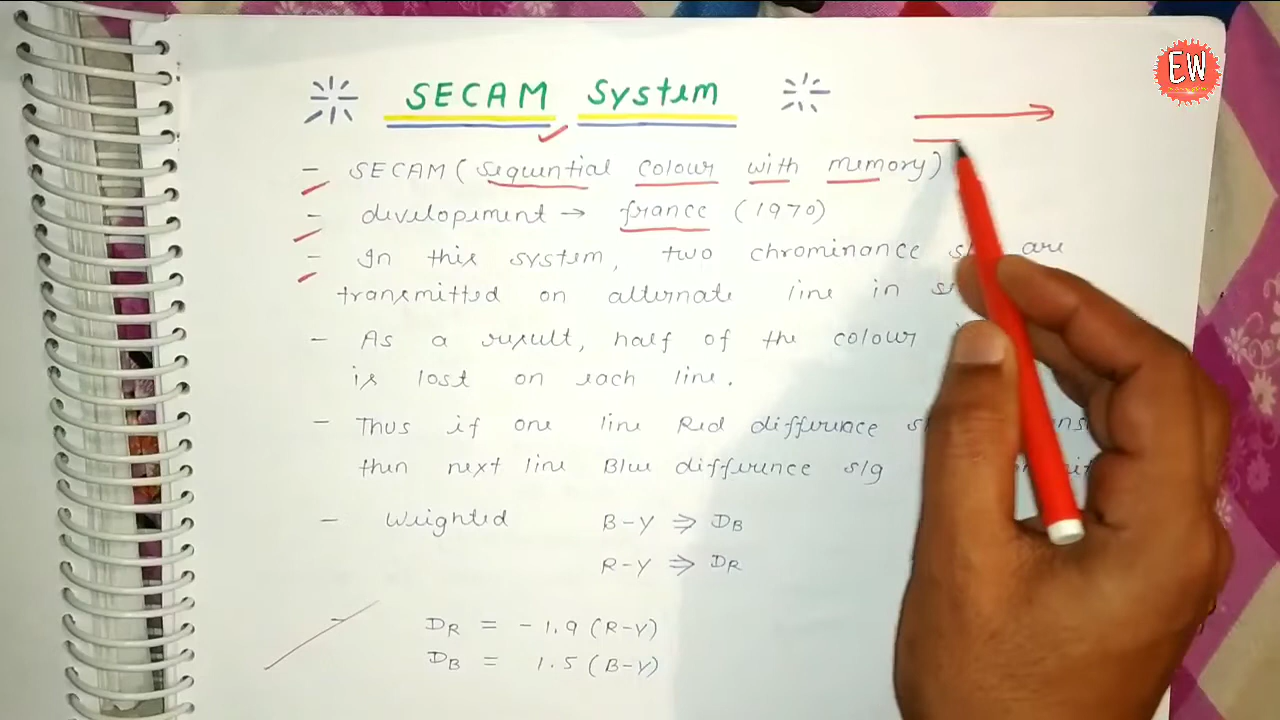 SECAM System
EW
- SECAM (Sequential Colour with memory)
- development → france (1970)
- In this system, two chrominance are
transmitted on alternate line in
- As a result, half of the colour
is lost on each line.
- Thus if one line Red difference
then next line Blue difference s/g
- Weighted B-Y ⇒ DB
R-Y ⇒ DR
- DR = -1.9 (R-Y)
DB = 1.5 (B-Y)